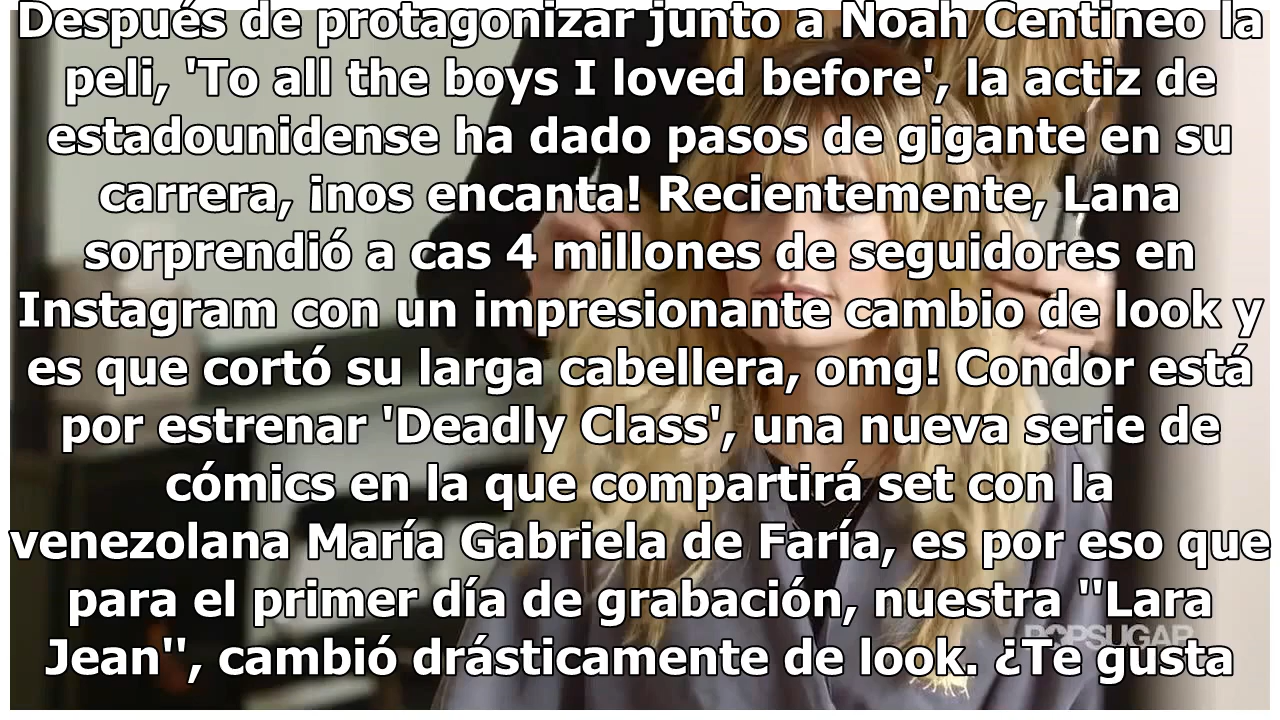 Después de protagonizar junto a Noah Centineo la
peli, 'To all the boys I loved before', la actiz de
estadounidense ha dado pasos de gigante en su
carrera, ¡nos encanta! Recientemente, Lana
sorprendió a cas 4 millones de seguidores en
Instagram con un impresionante cambio de look y
es que cortó su larga cabellera, omg! Condor está
por estrenar 'Deadly Class', una nueva serie de
cómics en la que compartirá set con la
venezolana María Gabriela de Faría, es por eso que
para el primer día de grabación, nuestra ''Lara
Jean'', cambió drásticamente de look. ¿Te gusta
POPSUGAR